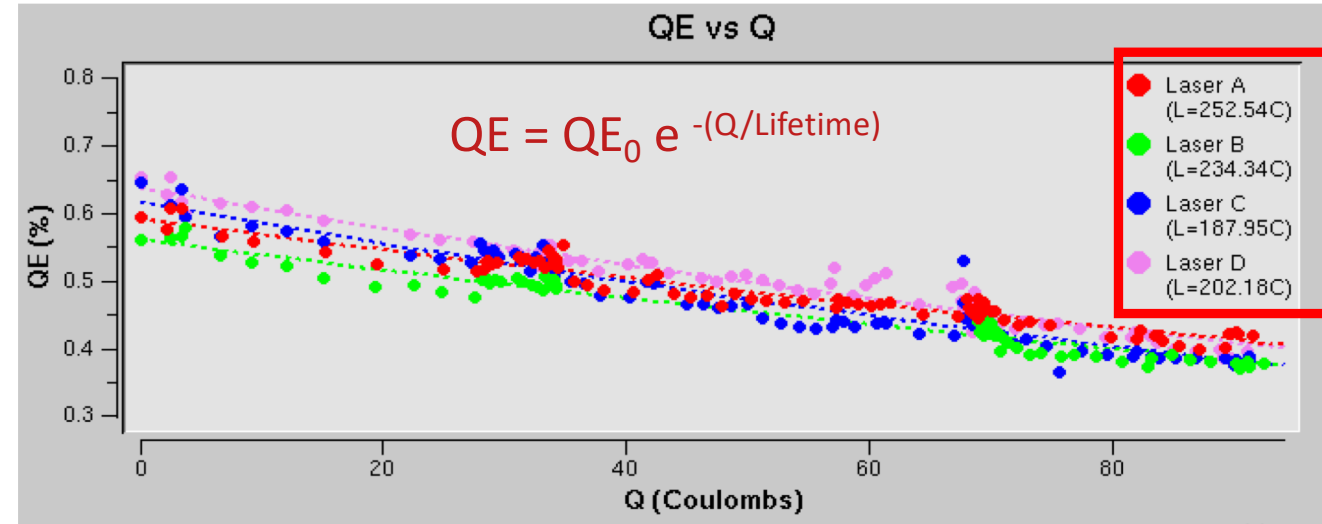 QE vs Q
QE = QE₀ e ⁻⁽Q/Lifetime⁾
Laser A
(L=252.54C)
Laser B
(L=234.34C)
Laser C
(L=187.95C)
Laser D
(L=202.18C)
QE (%)
0.8
0.7
0.6
0.5
0.4
0.3
0
20
40
60
80
Q (Coulombs)